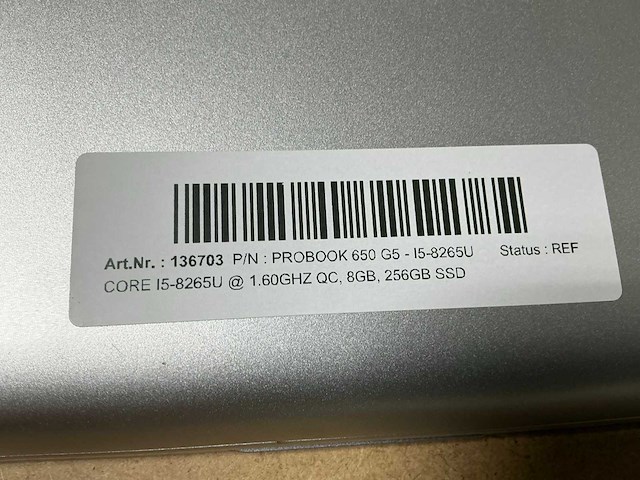 Art.Nr. : 136703 P/N : PROBOOK 650 G5 - I5-8265U Status : REF
CORE I5-8265U @ 1.60GHZ QC, 8GB, 256GB SSD